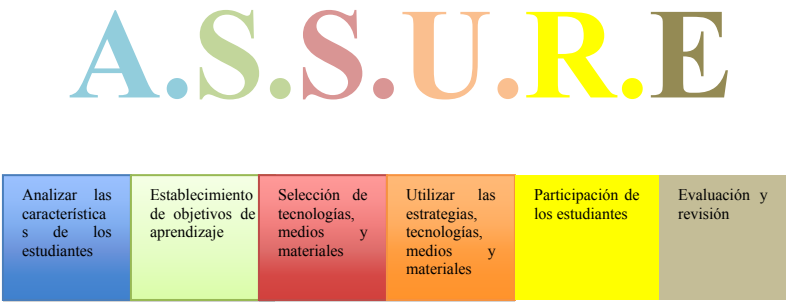 A.S.S.U.R.E
Analizar las
característica
s de los
estudiantes
Establecimiento
de objetivos de
aprendizaje
Selección de
tecnologías,
medios y
materiales
Utilizar las
estrategias,
tecnologías,
medios y
materiales
Participación de
los estudiantes
Evaluación y
revisión